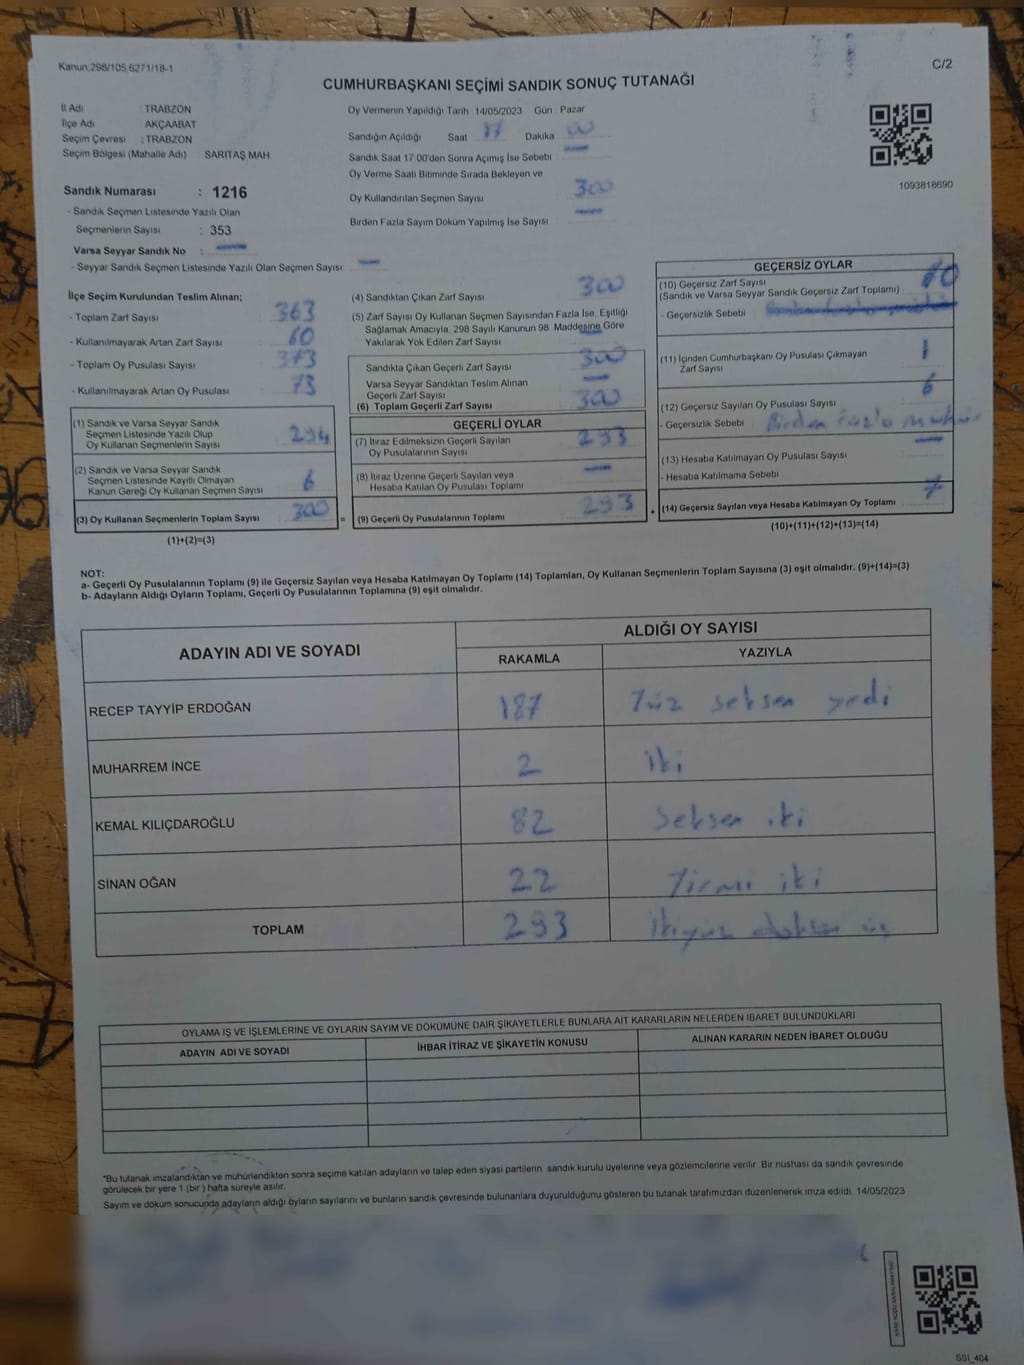 Kanun:298/105,6271/18-1
C/2
CUMHURBAŞKANI SEÇİMİ SANDIK SONUÇ TUTANAĞI
İl Adı : TRABZON
İlçe Adı : AKÇAABAT
Seçim Çevresi : TRABZON
Seçim Bölgesi (Mahalle Adı) SARITAŞ MAH
Sandık Numarası : 1216
- Sandık Seçmen Listesinde Yazılı Olan
Seçmenlerin Sayısı : 353
Varsa Seyyar Sandık No :
- Seyyar Sandık Seçmen Listesinde Yazılı Olan Seçmen Sayısı:
Oy Vermenin Yapıldığı Tarih :14/05/2023 Gün : Pazar
Sandığın Açıldığı Saat 17 Dakika 00
Sandık Saat 17.00'den Sonra Açımış İse Sebebi
Oy Verme Saati Bitiminde Sırada Bekleyen ve
Oy Kullandırılan Seçmen Sayısı 300
Birden Fazla Sayım Döküm Yapılmış İse Sayısı
1093818690
İlçe Seçim Kurulundan Teslim Alınan;
- Toplam Zarf Sayısı 363
- Kullanılmayarak Artan Zarf Sayısı 60
- Toplam Oy Pusulası Sayısı 373
- Kullanılmayarak Artan Oy Pusulası 73
(1) Sandık ve Varsa Seyyar Sandık
Seçmen Listesinde Yazılı Olup
Oy Kullanan Seçmenlerin Sayısı 294
(2) Sandık ve Varsa Seyyar Sandık
Seçmen Listesinde Kayıtlı Olmayan
Kanun Gereği Oy Kullanan Seçmen Sayısı 6
(3) Oy Kullanan Seçmenlerin Toplam Sayısı 300
(1)+(2)=(3)
=
(4) Sandıktan Çıkan Zarf Sayısı 300
(5) Zarf Sayısı Oy Kullanan Seçmen Sayısından Fazla İse, Eşitliği
Sağlamak Amacıyla, 298 Sayılı Kanunun 98. Maddesine Göre
Yakılarak Yok Edilen Zarf Sayısı
Sandıkta Çıkan Geçerli Zarf Sayısı 300
Varsa Seyyar Sandıktan Teslim Alınan
Geçerli Zarf Sayısı
(6) Toplam Geçerli Zarf Sayısı 300
GEÇERLİ OYLAR
(7) İtiraz Edilmeksizin Geçerli Sayılan
Oy Pusulalarının Sayısı 293
(8) İtiraz Üzerine Geçerli Sayılan veya
Hesaba Katılan Oy Pusulası Toplamı
(9) Geçerli Oy Pusulalarının Toplamı 293
+
GEÇERSİZ OYLAR
(10) Geçersiz Zarf Sayısı
(Sandık ve Varsa Seyyar Sandık Geçersiz Zarf Toplamı)
- Geçersizlik Sebebi
(11) İçinden Cumhurbaşkanı Oy Pusulası Çıkmayan
Zarf Sayısı 1
(12) Geçersiz Sayılan Oy Pusulası Sayısı 6
- Geçersizlik Sebebi Birden fazla mühür
(13) Hesaba Katılmayan Oy Pusulası Sayısı
- Hesaba Katılmama Sebebi
(14) Geçersiz Sayılan veya Hesaba Katılmayan Oy Toplamı 7
(10)+(11)+(12)+(13)=(14)
NOT:
a- Geçerli Oy Pusulalarının Toplamı (9) ile Geçersiz Sayılan veya Hesaba Katılmayan Oy Toplamı (14) Toplamları, Oy Kullanan Seçmenlerin Toplam Sayısına (3) eşit olmalıdır. (9)+(14)=(3)
b- Adayların Aldığı Oyların Toplamı, Geçerli Oy Pusulalarının Toplamına (9) eşit olmalıdır.
ADAYIN ADI VE SOYADI
ALDIĞI OY SAYISI
RAKAMLA YAZIYLA
RECEP TAYYİP ERDOĞAN 187 Yüz seksen yedi
MUHARREM İNCE 2 iki
KEMAL KILIÇDAROĞLU 82 Seksen iki
SİNAN OĞAN 22 Yirmi iki
TOPLAM 293 ikiyüz doksan üç
OYLAMA İŞ VE İŞLEMLERİNE VE OYLARIN SAYIM VE DÖKÜMÜNE DAİR ŞİKAYETLERLE BUNLARA AİT KARARLARIN NELERDEN İBARET BULUNDUKLARI
ADAYIN ADI VE SOYADI İHBAR İTİRAZ VE ŞİKAYETİN KONUSU ALINAN KARARIN NEDEN İBARET OLDUĞU
*Bu tutanak imzalandıktan ve mühürlendikten sonra seçime katılan adayların ve talep eden siyasi partilerin sandık kurulu üyelerine veya gözlemcilerine verilir. Bir nüshası da sandık çevresinde
görülecek bir yere 1 (bir ) hafta süreyle asılır.
Sayım ve döküm sonucunda adayların aldığı oyların sayılarını ve bunların sandık çevresinde bulunanlara duyurulduğunu gösteren bu tutanak tarafımızdan düzenlenerek imza edildi. 14/05/2023
SSI_404